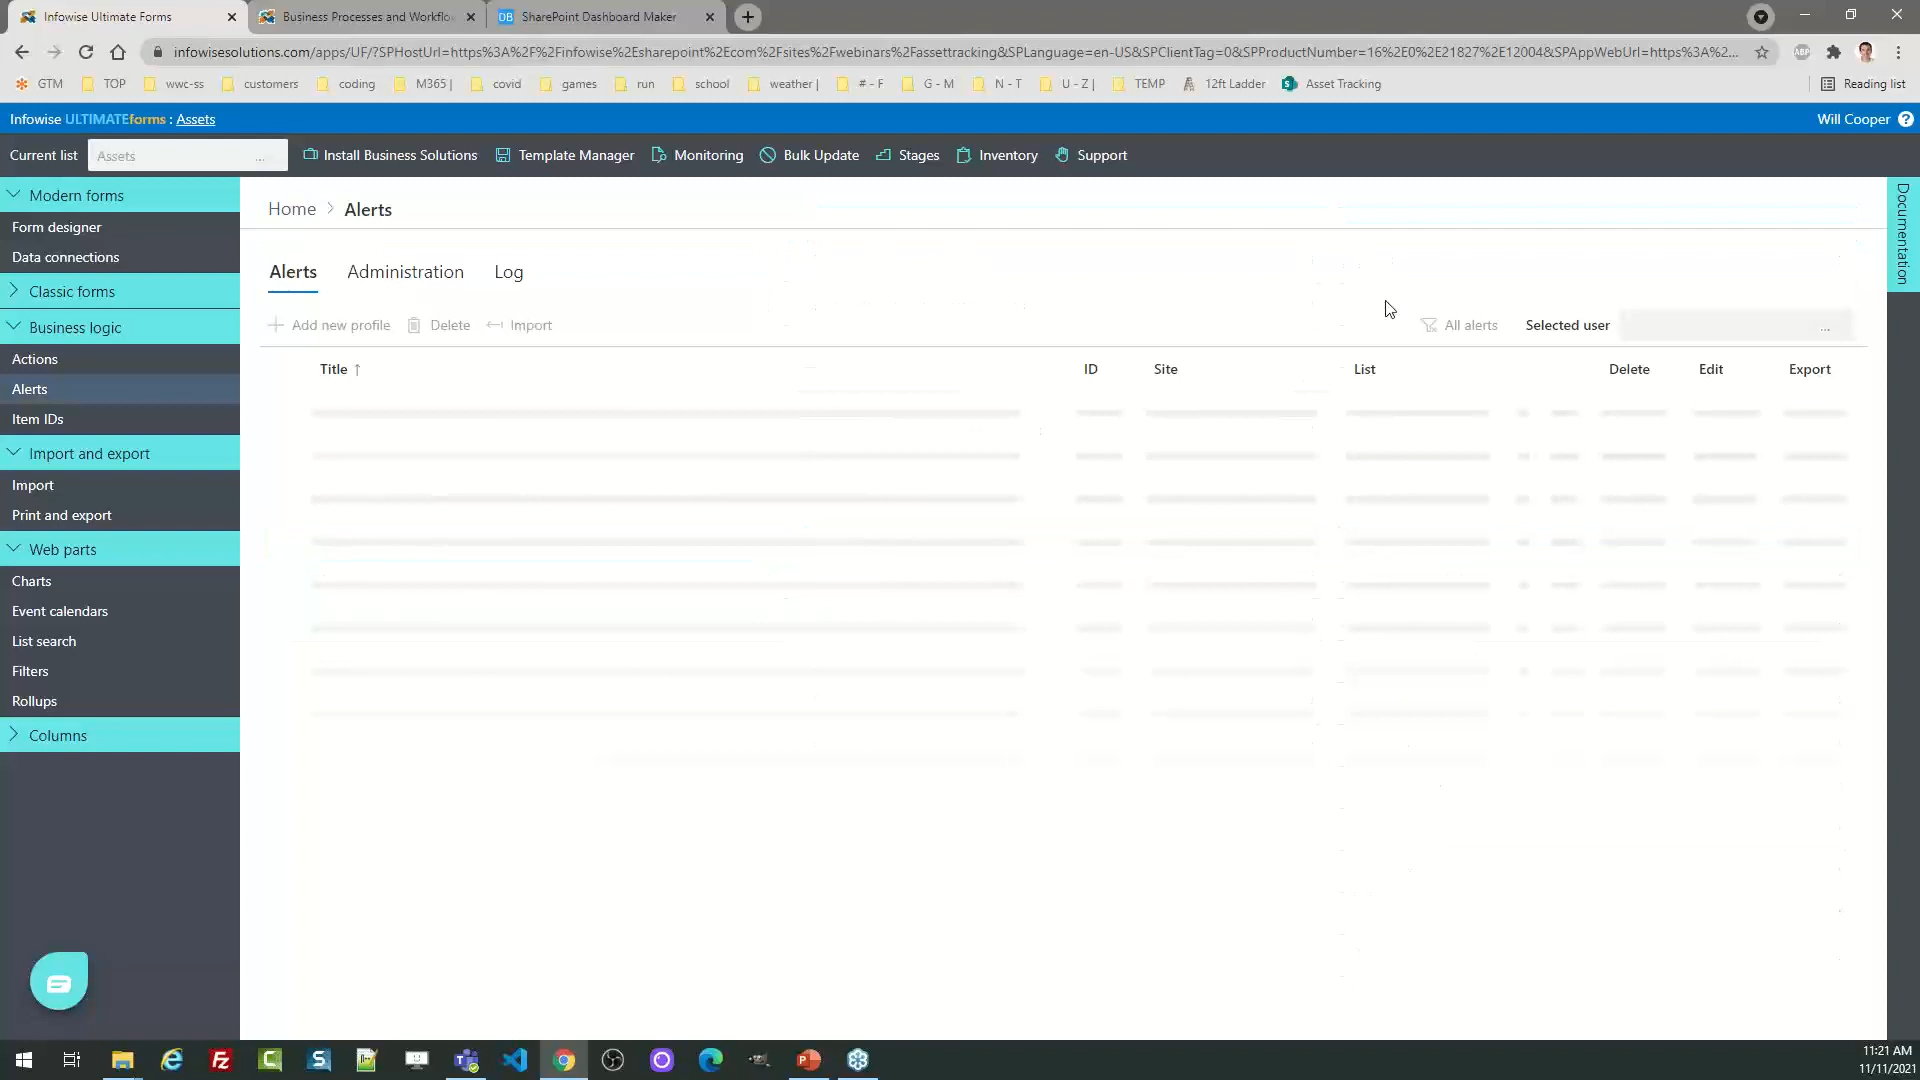 Infowise Ultimate Forms
Business Processes and Workflo
SharePoint Dashboard Maker
infowisesolutions.com/apps/UF/?SPHostUrl=https%3A%2F%2Finfowise%2Esharepoint%2Ecom%2Fsites%2Fwebinars%2Fassettracking&SPLanguage=en-US&SPClientTag=0&SPProductNumber=16%2E0%2E21827%2E12004&SPAppWebUrl=https%3A%2...
GTM TOP wwc-ss customers coding M365 | covid games run school weather | # - F G - M N - T U - Z | TEMP 12ft Ladder Asset Tracking Reading list
Infowise ULTIMATEforms : Assets
Will Cooper
Current list Assets ... Install Business Solutions Template Manager Monitoring Bulk Update Stages Inventory Support
Modern forms
Form designer
Data connections
Classic forms
Business logic
Actions
Alerts
Item IDs
Import and export
Import
Print and export
Web parts
Charts
Event calendars
List search
Filters
Rollups
Columns
Home > Alerts
Alerts Administration Log
Add new profile Delete Import All alerts Selected user ...
Title ↑ ID Site List Delete Edit Export
Documentation
11:21 AM
11/11/2021